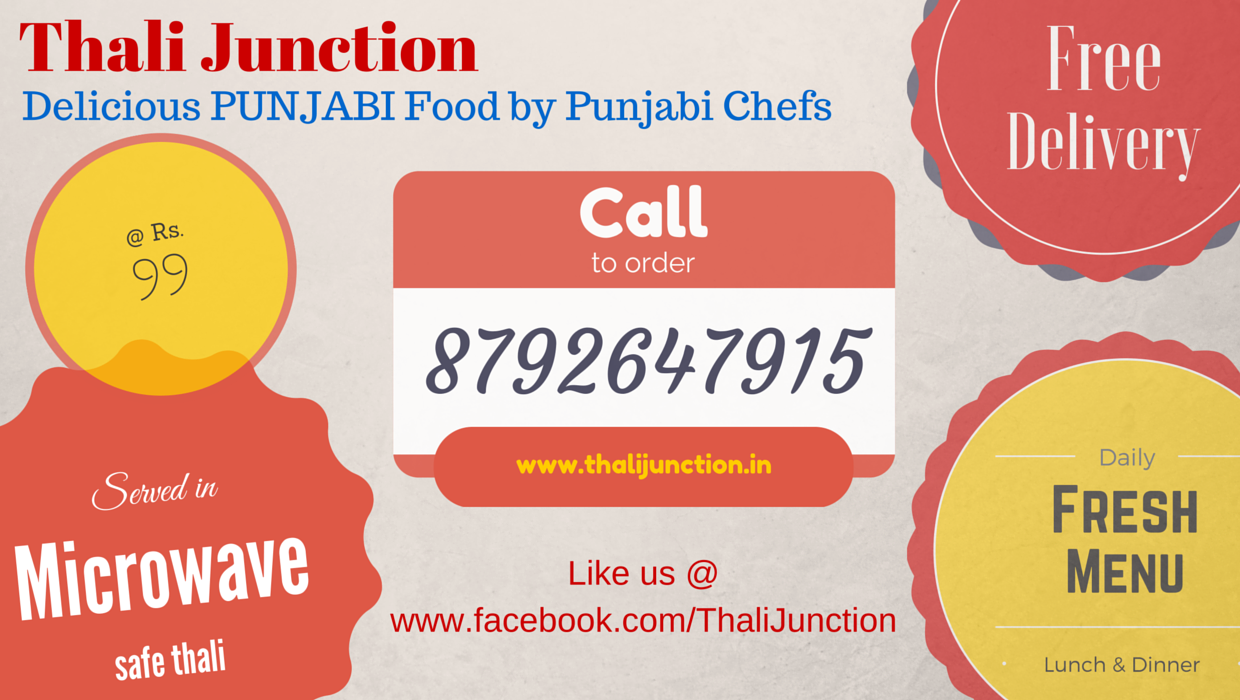 Thali Junction
Delicious PUNJABI Food by Punjabi Chefs
Free
Delivery
@ Rs.
99
Call
to order
8792647915
www.thalijunction.in
Served in
Microwave
safe thali
Like us @
www.facebook.com/ThaliJunction
Daily
FRESH
MENU
Lunch & Dinner